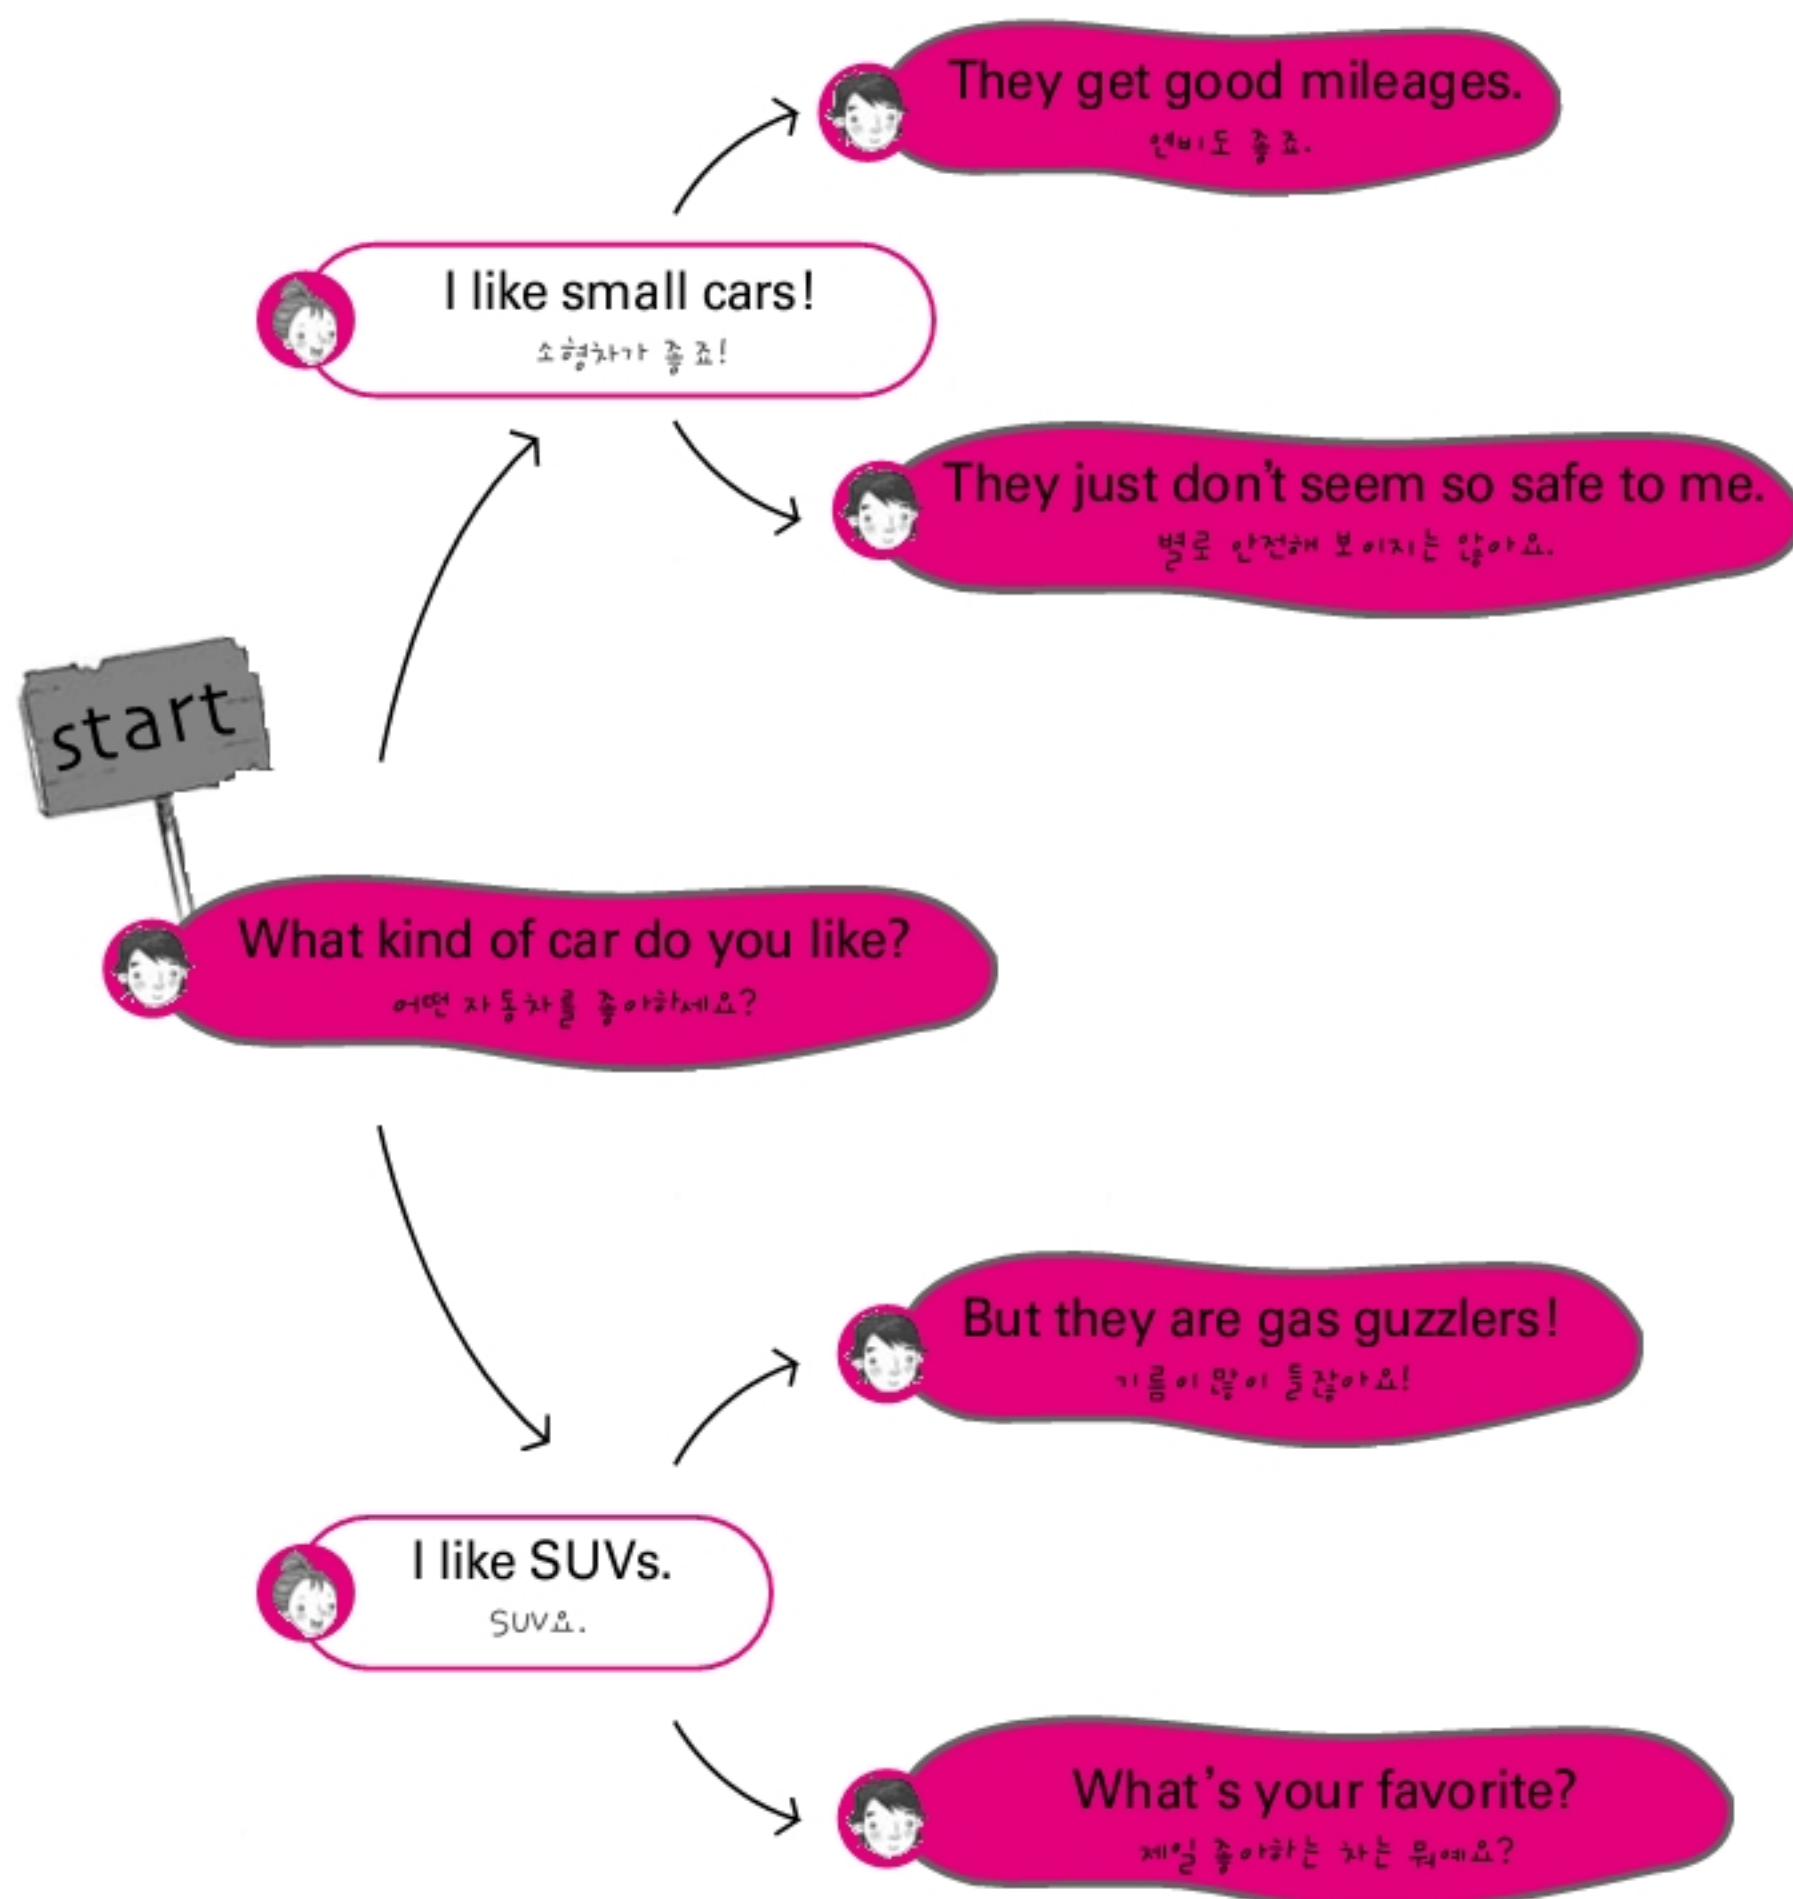 They get good mileages.
연비도 좋죠.
I like small cars!
소형차가 좋죠!
They just don't seem so safe to me.
별로 안전해 보이지는 않아요.
start
What kind of car do you like?
어떤 자동차를 좋아하세요?
But they are gas guzzlers!
기름이 많이 들잖아요!
I like SUVs.
SUV요.
What's your favorite?
제일 좋아하는 차는 뭐예요?